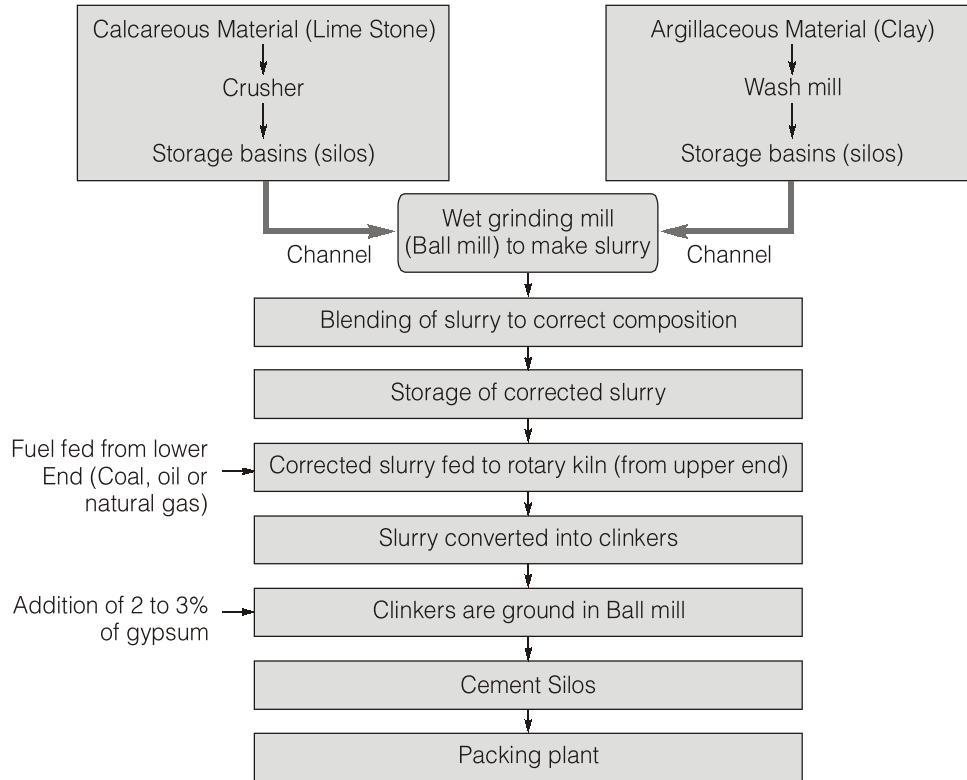 Calcareous Material (Lime Stone)
Crusher
Storage basins (silos)
Argillaceous Material (Clay)
Wash mill
Storage basins (silos)
Channel
Wet grinding mill
(Ball mill) to make slurry
Channel
Blending of slurry to correct composition
Storage of corrected slurry
Fuel fed from lower
End (Coal, oil or
natural gas)
Corrected slurry fed to rotary kiln (from upper end)
Slurry converted into clinkers
Addition of 2 to 3%
of gypsum
Clinkers are ground in Ball mill
Cement Silos
Packing plant